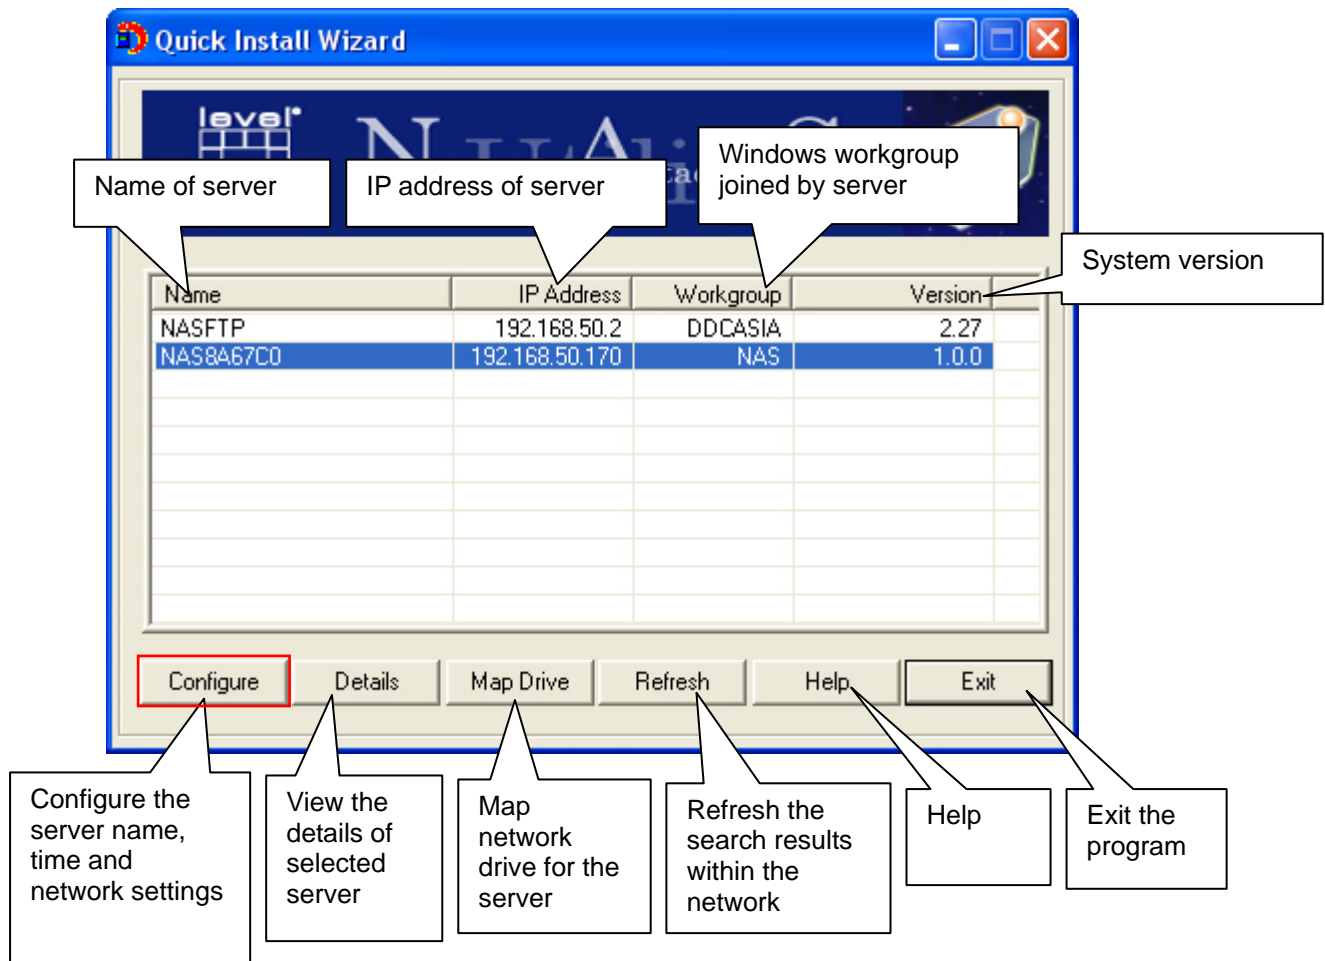 Quick Install Wizard
level
Name of server
IP address of server
Windows workgroup
joined by server
System version
Name IP Address Workgroup Version
NASFTP 192.168.50.2 DDCASIA 2.27
NAS8A67C0 192.168.50.170 NAS 1.0.0
Configure Details Map Drive Refresh Help Exit
Configure the
server name,
time and
network settings
View the
details of
selected
server
Map
network
drive for the
server
Refresh the
search results
within the
network
Help
Exit the
program